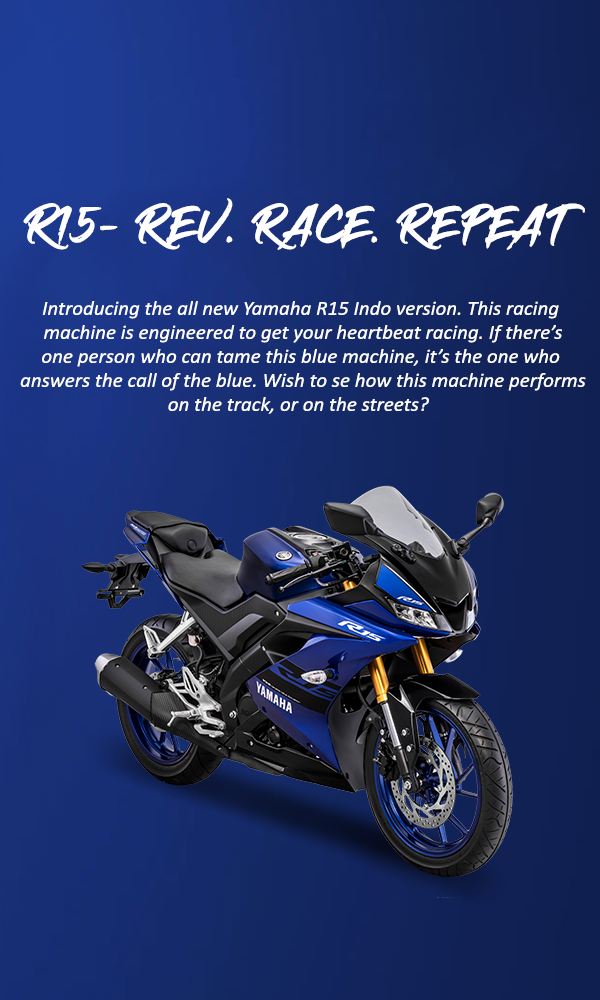 R15- REV. RACE. REPEAT
Introducing the all new Yamaha R15 Indo version. This racing
machine is engineered to get your heartbeat racing. If there’s
one person who can tame this blue machine, it’s the one who
answers the call of the blue. Wish to se how this machine performs
on the track, or on the streets?
R15
R15
YAMAHA